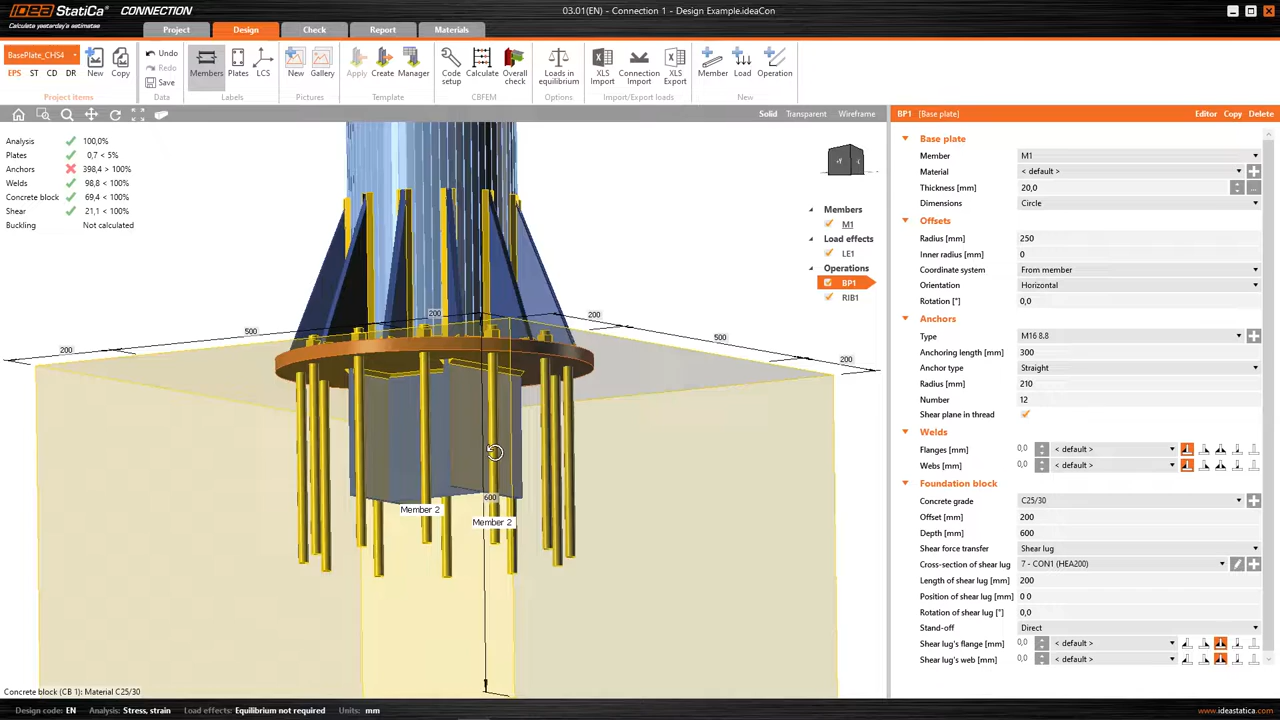 IDEA StatiCa® CONNECTION
Calculate yesterday's estimates
03.01(EN) - Connection 1 - Design Example.ideaCon
Project Design Check Report Materials
BasePlate_CHS4
EPS ST CD DR
New Copy
Undo
Redo
Save
Members Plates LCS
New Gallery
Apply Create Manager
Code setup Calculate Overall check
Loads in equilibrium
XLS Import Connection Import XLS Export
Member Load Operation
Project items Data Labels Pictures Template CBFEM Options Import/Export loads New
Solid Transparent Wireframe
BP1 [Base plate] Editor Copy Delete
Analysis 100,0%
Plates 0,7 < 5%
Anchors 398,4 > 100%
Welds 98,8 < 100%
Concrete block 69,4 < 100%
Shear 21,1 < 100%
Buckling Not calculated
Members
M1
Load effects
LE1
Operations
BP1
RIB1
200
500
200
200
500
200
600
Member 2
Member 2
Base plate
Member M1
Material < default >
Thickness [mm] 20,0
Dimensions Circle
Offsets
Radius [mm] 250
Inner radius [mm] 0
Coordinate system From member
Orientation Horizontal
Rotation [°] 0,0
Anchors
Type M16 8.8
Anchoring length [mm] 300
Anchor type Straight
Radius [mm] 210
Number 12
Shear plane in thread
Welds
Flanges [mm] 0,0 < default >
Webs [mm] 0,0 < default >
Foundation block
Concrete grade C25/30
Offset [mm] 200
Depth [mm] 600
Shear force transfer Shear lug
Cross-section of shear lug 7 - CON1 (HEA200)
Length of shear lug [mm] 200
Position of shear lug [mm] 0 0
Rotation of shear lug [°] 0,0
Stand-off Direct
Shear lug's flange [mm] 0,0 < default >
Shear lug's web [mm] 0,0 < default >
Concrete block (CB 1): Material C25/30
Design code: EN Analysis: Stress, strain Load effects: Equilibrium not required Units: mm
www.ideastatica.com